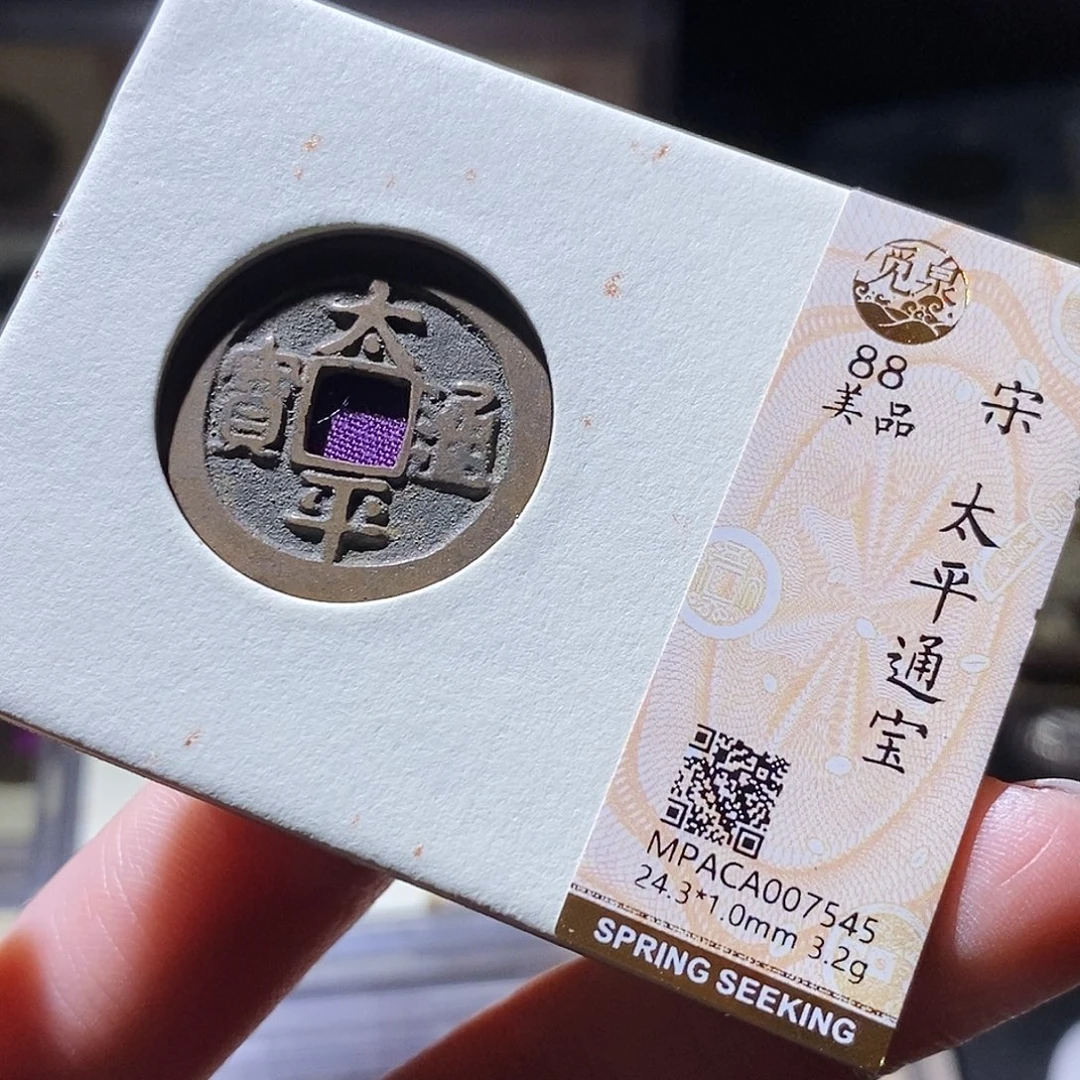 太平通寳
觅泉
88
美品
宋
太平通宝
MPACA007545
24.3*1.0mm 3.2g
SPRING SEEKING